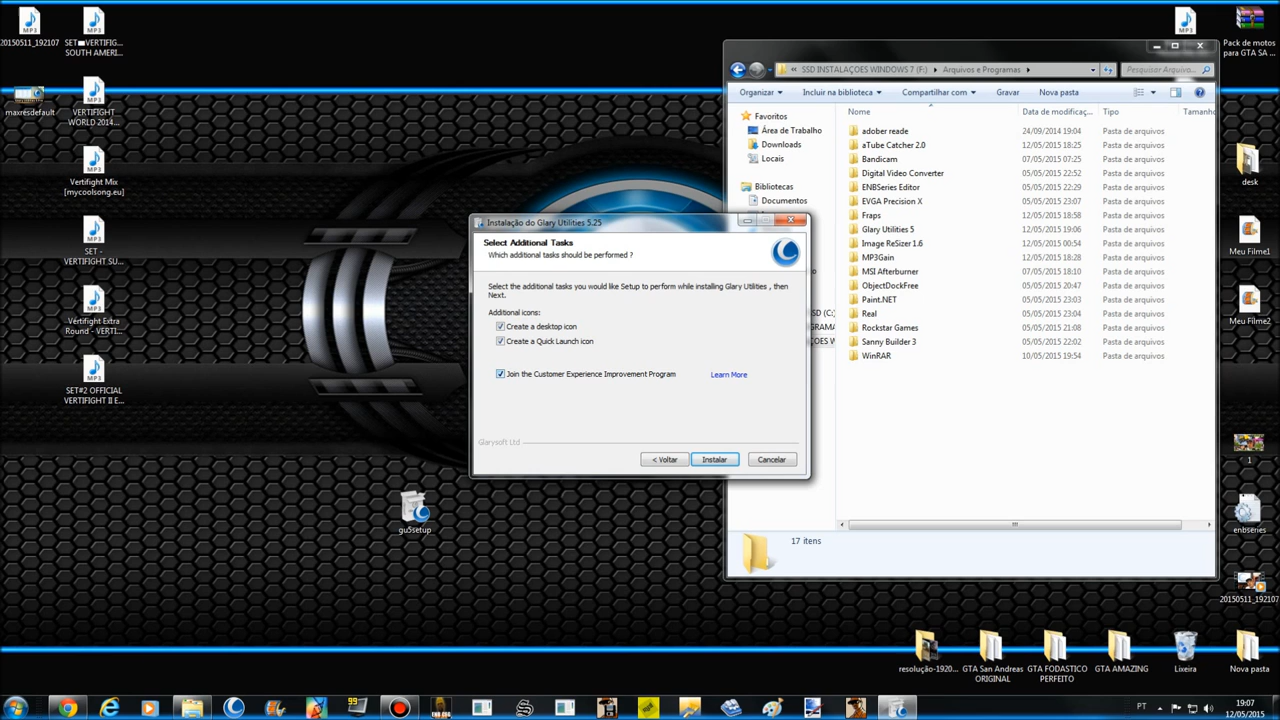 20150511_192107
SET VERTIFIG...
SOUTH AMERI...
maxresdefault
VERTIFIGHT
WORLD 2014...
Vertifight Mix
[mycoolsong.eu]
SET -
VERTIFIGHT SU...
Vertifight Extra
Round - VERTI...
SET#2 OFFICIAL
VERTIFIGHT II E...
gu5setup
Instalação do Glary Utilities 5.25
Select Additional Tasks
Which additional tasks should be performed ?
Select the additional tasks you would like Setup to perform while installing Glary Utilities , then
Next.
Additional icons:
Create a desktop icon
Create a Quick Launch icon
Join the Customer Experience Improvement Program
Learn More
Glarysoft Ltd
< Voltar
Instalar
Cancelar
« SSD INSTALAÇOES WINDOWS 7 (F:) Arquivos e Programas
Pesquisar Arquivo...
Organizar
Incluir na biblioteca
Compartilhar com
Gravar
Nova pasta
Favoritos
Área de Trabalho
Downloads
Locais
Bibliotecas
Documentos
Nome
Data de modificaç...
Tipo
Tamanho
adober reade 24/09/2014 19:04 Pasta de arquivos
aTube Catcher 2.0 12/05/2015 18:25 Pasta de arquivos
Bandicam 07/05/2015 07:25 Pasta de arquivos
Digital Video Converter 05/05/2015 22:52 Pasta de arquivos
ENBSeries Editor 05/05/2015 22:29 Pasta de arquivos
EVGA Precision X 05/05/2015 22:03 Pasta de arquivos
Fraps 12/05/2015 18:58 Pasta de arquivos
Glary Utilities 5 12/05/2015 19:06 Pasta de arquivos
Image ReSizer 1.6 12/05/2015 00:54 Pasta de arquivos
MP3Gain 12/05/2015 18:28 Pasta de arquivos
MSI Afterburner 07/05/2015 18:10 Pasta de arquivos
ObjectDockFree 10/05/2015 20:39 Pasta de arquivos
Paint.NET 05/05/2015 23:03 Pasta de arquivos
Real 05/05/2015 23:14 Pasta de arquivos
Rockstar Games 05/05/2015 21:08 Pasta de arquivos
Sanny Builder 3 05/05/2015 22:02 Pasta de arquivos
WinRAR 10/05/2015 19:54 Pasta de arquivos
17 itens
Pack de motos
para GTA SA ...
desk
Meu Filme1
Meu Filme2
1
enbseries
20150511_192107
resolução-1920...
GTA San Andreas
ORIGINAL
GTA FODASTICO
PERFEITO
GTA AMAZING
Lixeira
Nova pasta
99
PT
19:07
12/05/2015